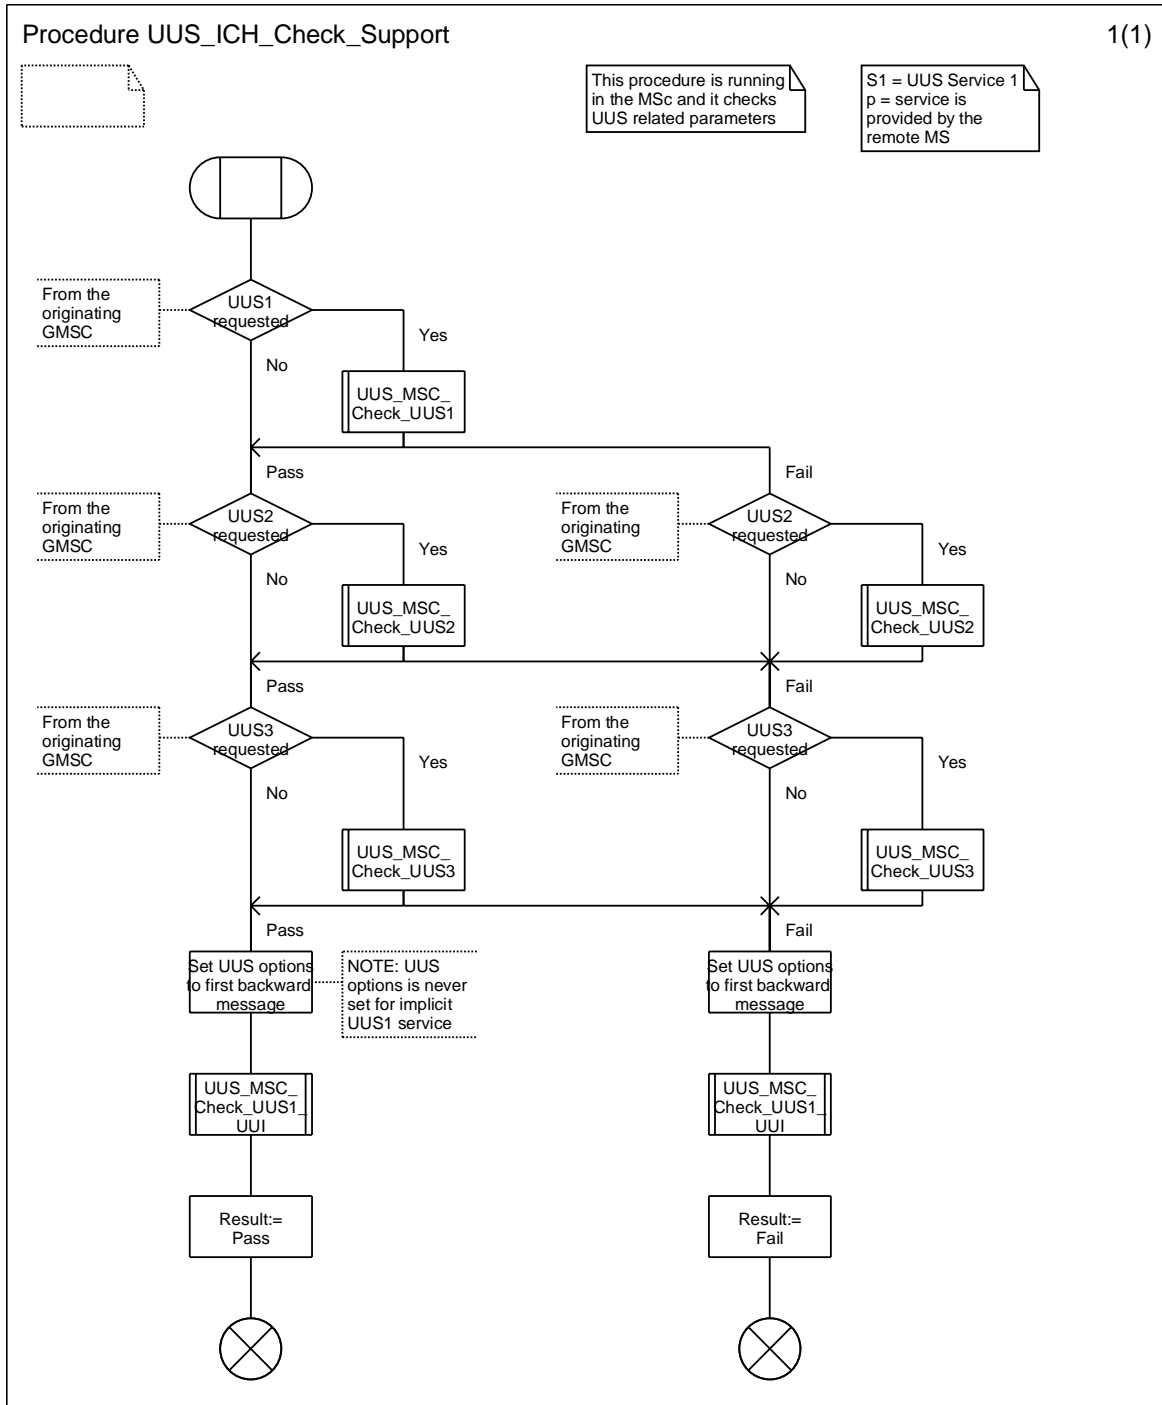 Procedure UUS_ICH_Check_Support
1(1)
This procedure is running
in the MSc and it checks
UUS related parameters
S1 = UUS Service 1
p = service is
provided by the
remote MS
From the
originating
GMSC
UUS1
requested
Yes
No
UUS_MSC_
Check_UUS1
Pass
Fail
From the
originating
GMSC
UUS2
requested
Yes
No
UUS_MSC_
Check_UUS2
From the
originating
GMSC
UUS2
requested
Yes
No
UUS_MSC_
Check_UUS2
Pass
Fail
From the
originating
GMSC
UUS3
requested
Yes
No
UUS_MSC_
Check_UUS3
From the
originating
GMSC
UUS3
requested
Yes
No
UUS_MSC_
Check_UUS3
Pass
Fail
Set UUS options
to first backward
message
NOTE: UUS
options is never
set for implicit
UUS1 service
Set UUS options
to first backward
message
UUS_MSC_
Check_UUS1_
UUI
UUS_MSC_
Check_UUS1_
UUI
Result:=
Pass
Result:=
Fail